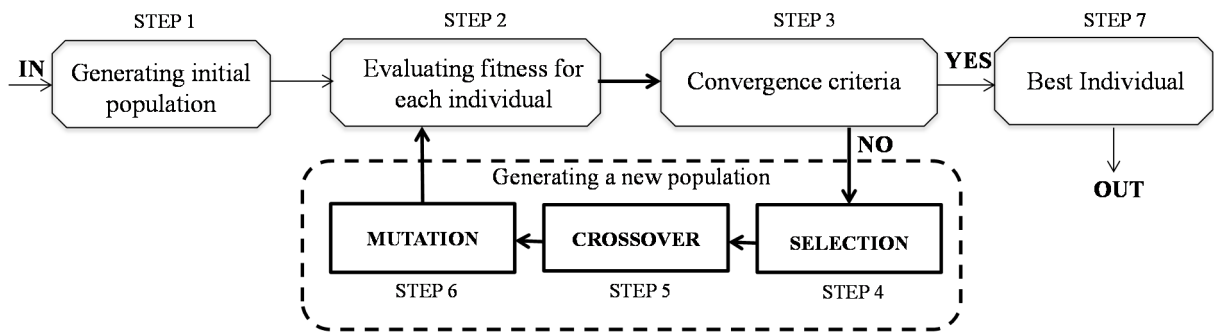 STEP 1
STEP 2
STEP 3
STEP 7
IN
Generating initial
population
Evaluating fitness for
each individual
Convergence criteria
YES
Best Individual
NO
OUT
Generating a new population
MUTATION
CROSSOVER
SELECTION
STEP 6
STEP 5
STEP 4